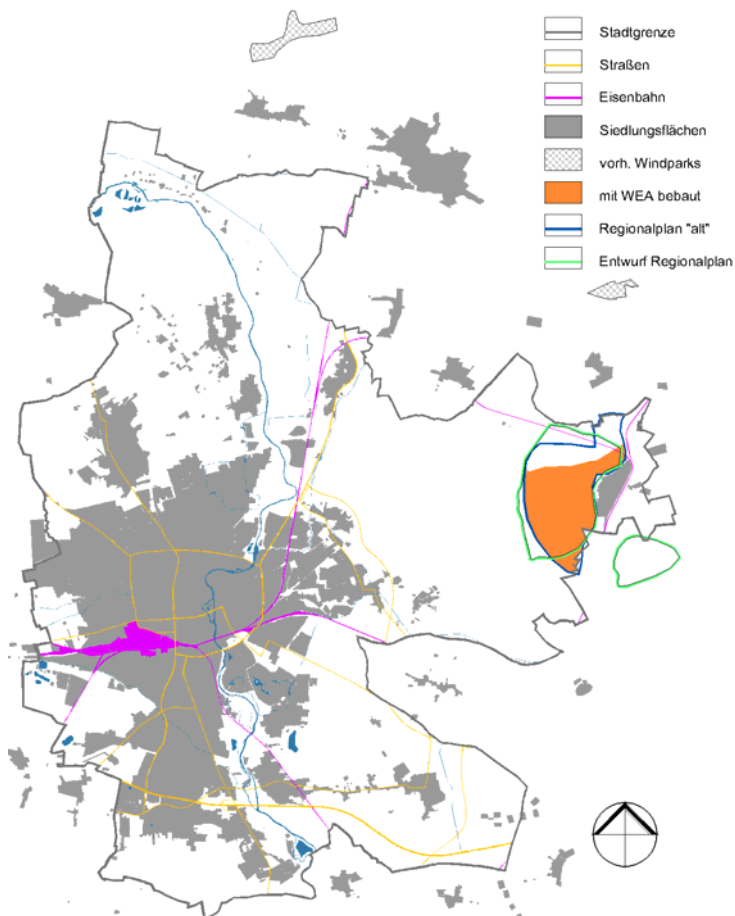 Stadtgrenze
Straßen
Eisenbahn
Siedlungsflächen
vorh. Windparks
mit WEA bebaut
Regionalplan "alt"
Entwurf Regionalplan